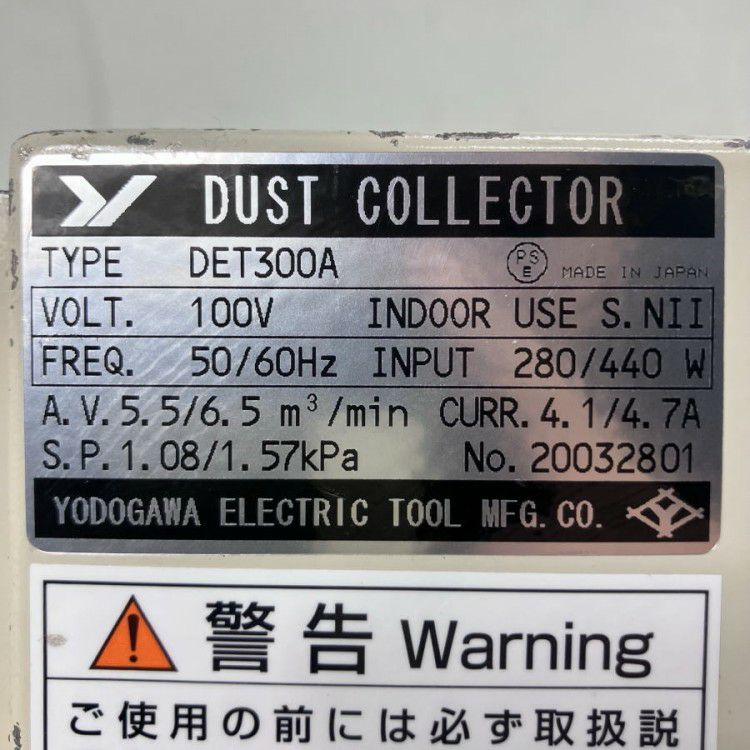 DUST COLLECTOR
TYPE DET300A PSE MADE IN JAPAN
VOLT. 100V INDOOR USE S.NII
FREQ. 50/60Hz INPUT 280/440 W
A.V.5.5/6.5 m³/min CURR.4.1/4.7A
S.P.1.08/1.57kPa No.20032801
YODOGAWA ELECTRIC TOOL MFG.CO.
警告 Warning
ご使用の前には必ず取扱説